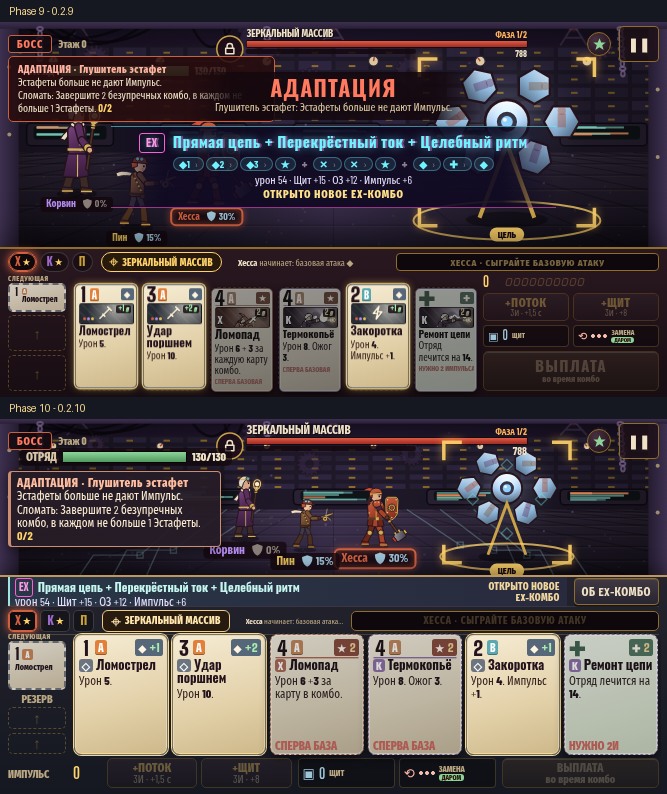 Phase 9 - 0.2.9
БОСС
Этаж 0
ЗЕРКАЛЬНЫЙ МАССИВ
ФАЗА 1/2
788
АДАПТАЦИЯ · Глушитель эстафет
Эстафеты больше не дают Импульс.
Сломать: Завершите 2 безупречных комбо, в каждом не
больше 1 Эстафеты. 0/2
АДАПТАЦИЯ
Глушитель эстафет: Эстафеты больше не дают Импульс.
EX Прямая цепь + Перекрёстный ток + Целебный ритм
урон 54 · Щит +15 · ОЗ +12 · Импульс +6
ОТКРЫТО НОВОЕ EX-КОМБО
Корвин 0%
Хесса 30%
Пин 15%
ЦЕЛЬ
Х К П
ЗЕРКАЛЬНЫЙ МАССИВ
Хесса начинает: базовая атака
ХЕССА · СЫГРАЙТЕ БАЗОВУЮ АТАКУ
СЛЕДУЮЩАЯ
1 A
Ломострел
1 A
Ломострел
Урон 5.
3 A
Удар поршнем
Урон 10.
4 A
Х
Ломопад
Урон 6 +3 за каждую карту комбо.
СПЕРВА БАЗОВАЯ
4 A
К
Термокопьё
Урон 8. Ожог 3.
СПЕРВА БАЗОВАЯ
2 B
Закоротка
Урон 4. Импульс +1.
Ремонт цепи
Отряд лечится на 14.
НУЖНО 2 ИМПУЛЬСА
0
+ПОТОК
3И · +1,5 с
+ЩИТ
3И · +8
0 ЩИТ
ЗАМЕНА
ДАРОМ
ВЫПЛАТА
во время комбо
Phase 10 - 0.2.10
БОСС
Этаж 0
ЗЕРКАЛЬНЫЙ МАССИВ
ФАЗА 1/2
788
ОТРЯД 130/130
АДАПТАЦИЯ · Глушитель эстафет
Эстафеты больше не дают Импульс.
Сломать: Завершите 2 безупречных
комбо, в каждом не больше 1 Эстафеты.
0/2
Корвин 0%
Пин 15%
Хесса 30%
ЦЕЛЬ
EX Прямая цепь + Перекрёстный ток + Целебный ритм
урон 54 · Щит +15 · ОЗ +12 · Импульс +6
ОТКРЫТО НОВОЕ
EX-КОМБО
ОБ EX-КОМБО
Х К П
ЗЕРКАЛЬНЫЙ МАССИВ
Хесса начинает: базовая атака...
ХЕССА · СЫГРАЙТЕ БАЗОВУЮ АТАКУ
СЛЕДУЮЩАЯ
1 A
Ломострел
РЕЗЕРВ
1 A +1
Ломострел
Урон 5.
3 A +2
Удар поршнем
Урон 10.
4 A 2
Х Ломопад
Урон 6 +3 за карту в комбо.
СПЕРВА БАЗА
4 A 2
К Термокопьё
Урон 8. Ожог 3.
СПЕРВА БАЗА
2 B +1
Закоротка
Урон 4. Импульс +1.
2
Ремонт цепи
Отряд лечится на 14.
НУЖНО 2И
ИМПУЛЬС 0
+ПОТОК
3И · +1,5 с
+ЩИТ
3И · +8
0 ЩИТ
ЗАМЕНА
ДАРОМ
ВЫПЛАТА
во время комбо